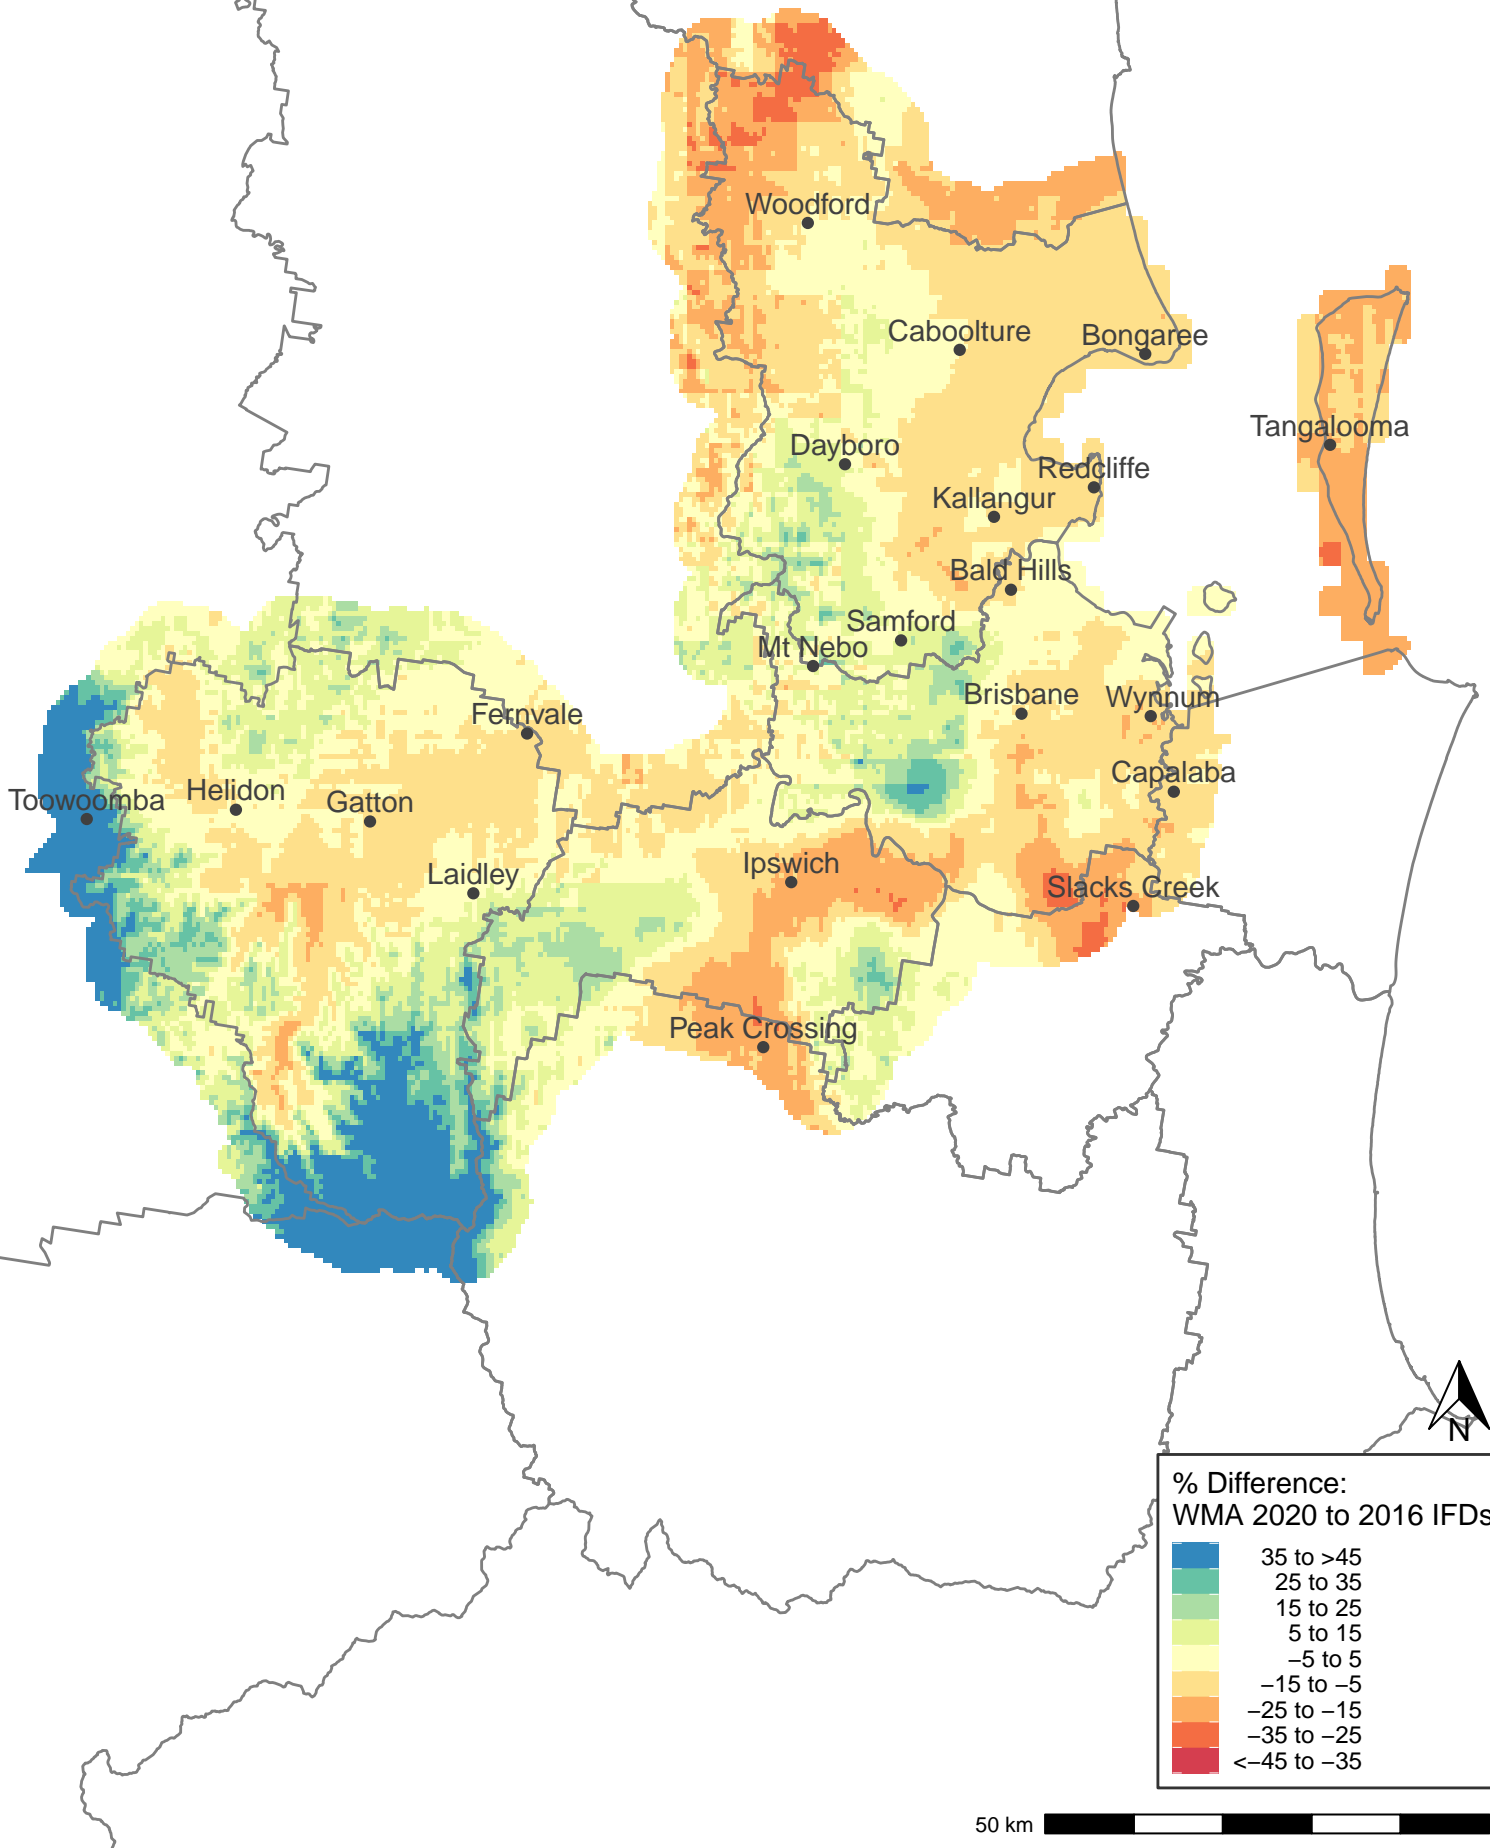 Woodford
Caboolture
Bongaree
Tangalooma
Dayboro
Redcliffe
Kallangur
Bald Hills
Samford
Mt Nebo
Brisbane
Wynnum
Fernvale
Capalaba
Toowoomba
Helidon
Gatton
Ipswich
Laidley
Slacks Creek
Peak Crossing
N
% Difference:
WMA 2020 to 2016 IFDs
35 to >45
25 to 35
15 to 25
5 to 15
−5 to 5
−15 to −5
−25 to −15
−35 to −25
<−45 to −35
50 km